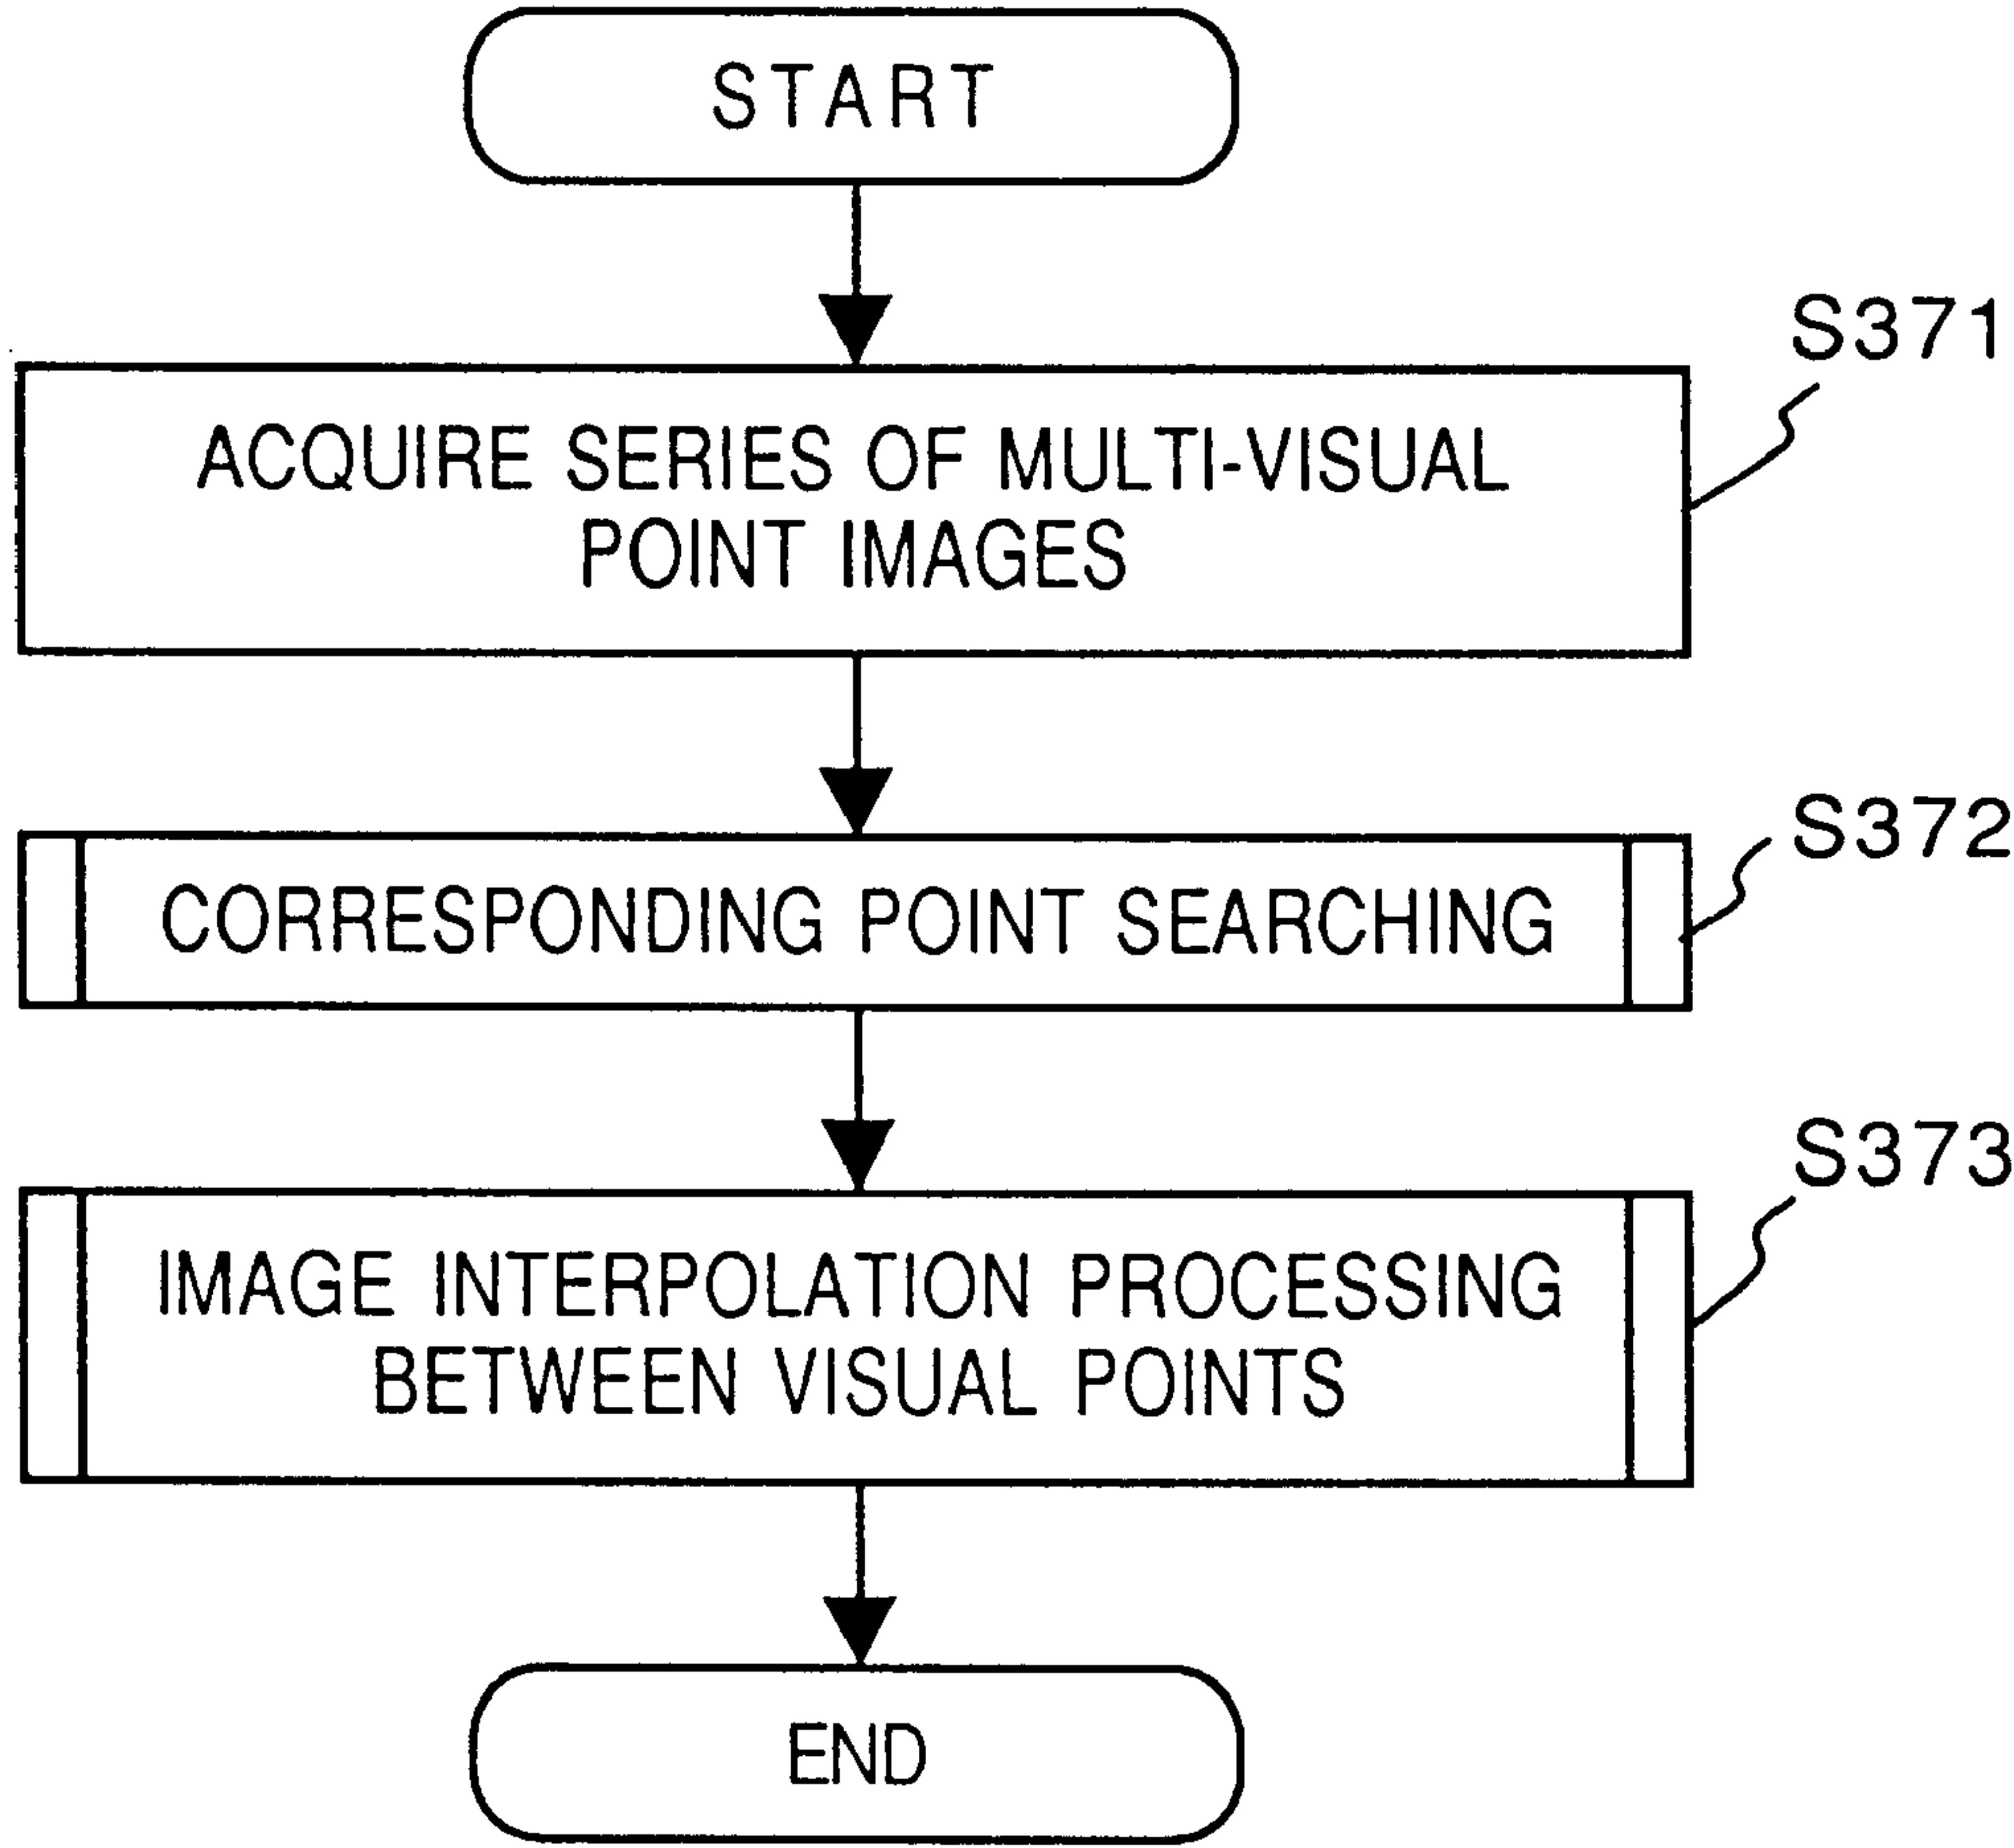 START
S371
ACQUIRE SERIES OF MULTI-VISUAL
POINT IMAGES
S372
CORRESPONDING POINT SEARCHING
S373
IMAGE INTERPOLATION PROCESSING
BETWEEN VISUAL POINTS
END